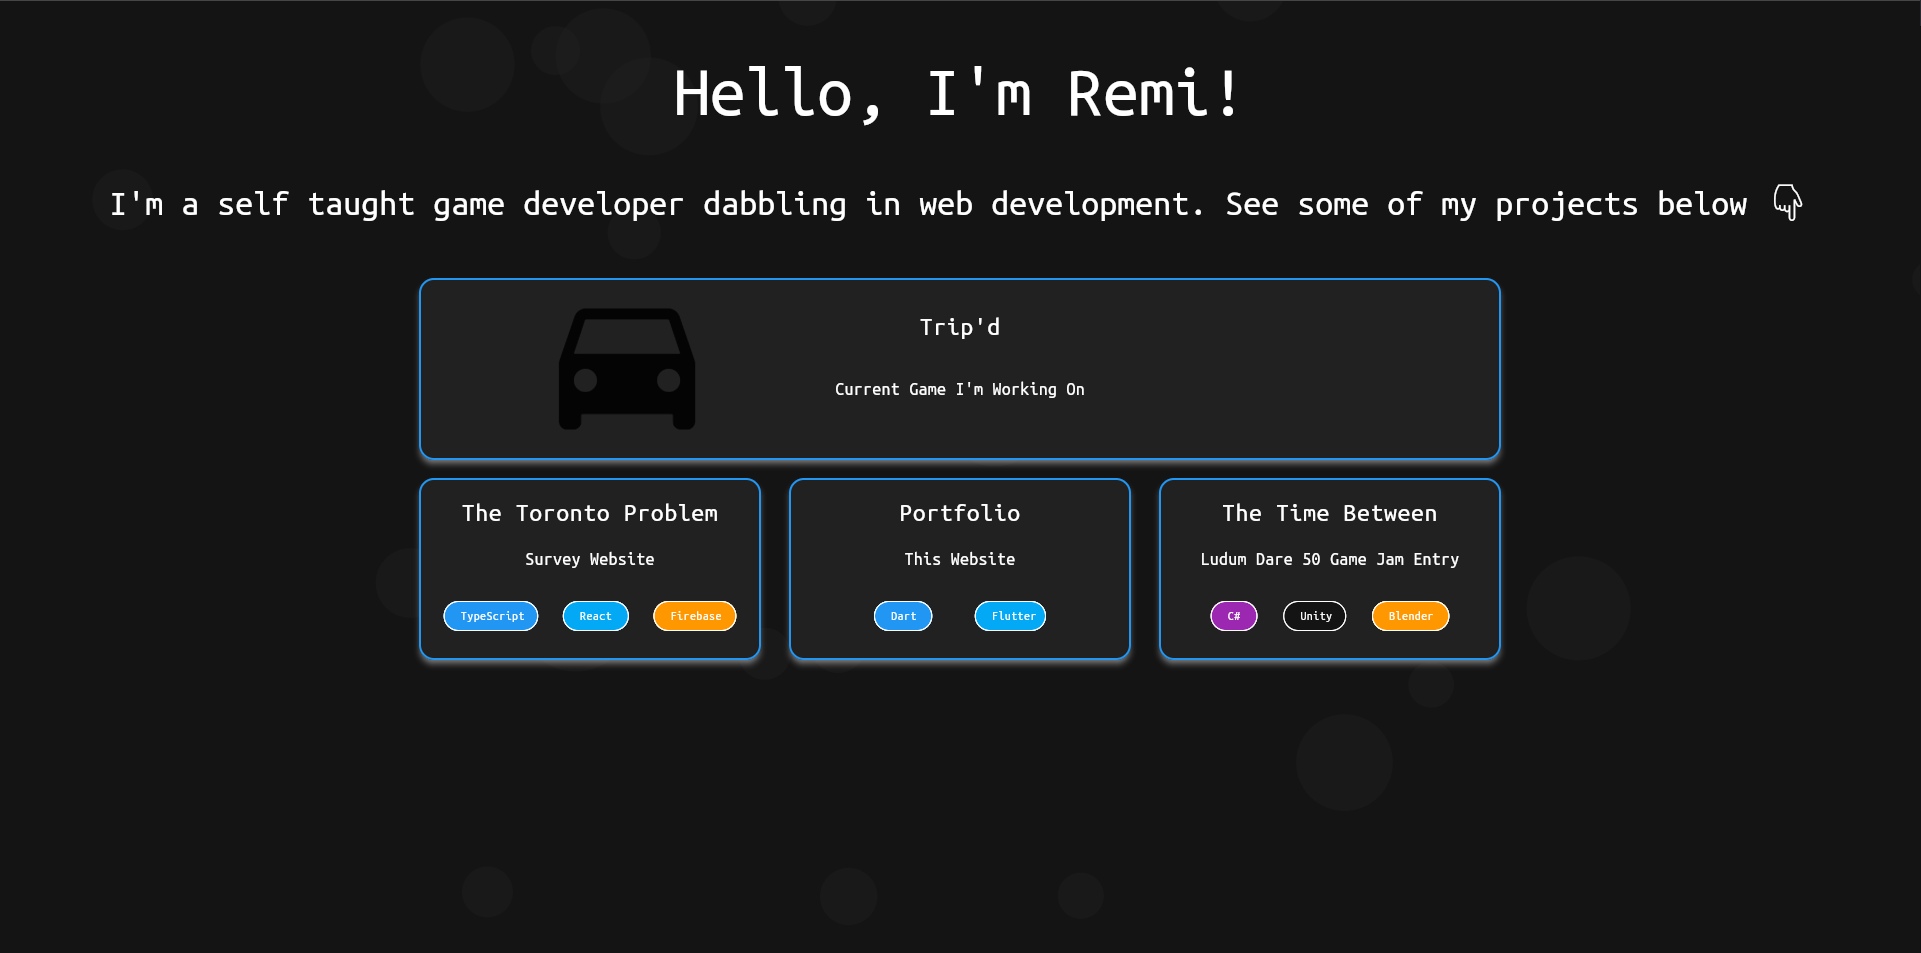 Hello, I'm Remi!
I'm a self taught game developer dabbling in web development. See some of my projects below 👇
Trip'd
Current Game I'm Working On
The Toronto Problem
Survey Website
TypeScript React Firebase
Portfolio
This Website
Dart Flutter
The Time Between
Ludum Dare 50 Game Jam Entry
C# Unity Blender